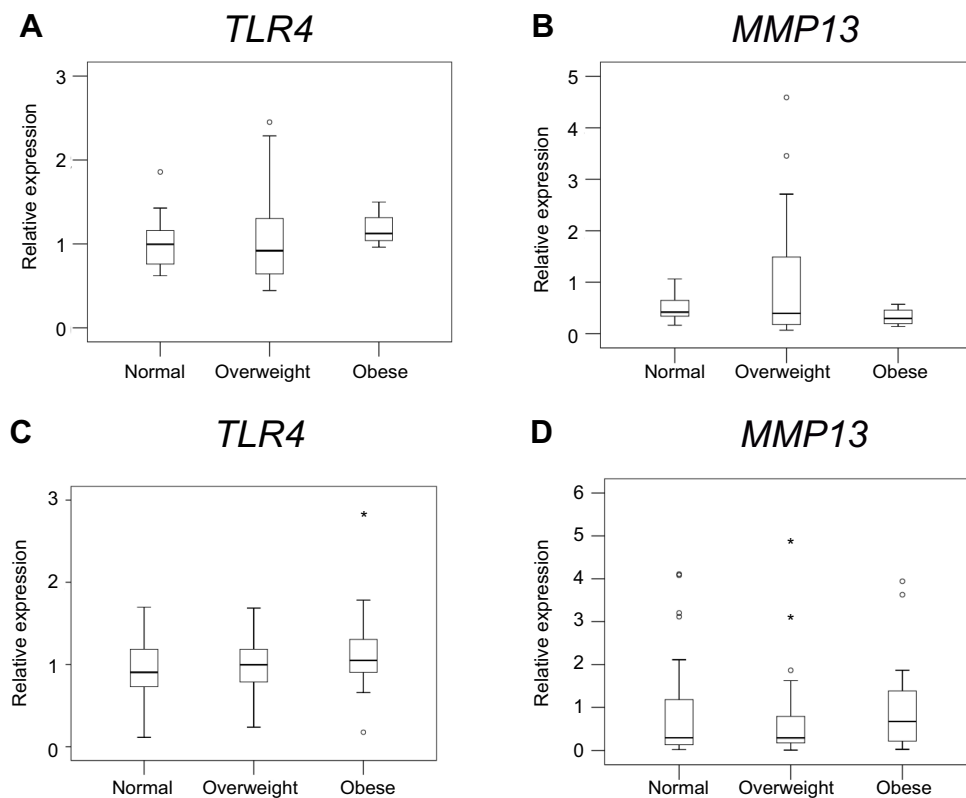 A
TLR4
Relative expression
3
2
1
0
Normal Overweight Obese
B
MMP13
Relative expression
5
4
3
2
1
0
Normal Overweight Obese
C
TLR4
Relative expression
3
2
1
0
*
Normal Overweight Obese
D
MMP13
Relative expression
6
5
4
3
2
1
0
*
*
Normal Overweight Obese